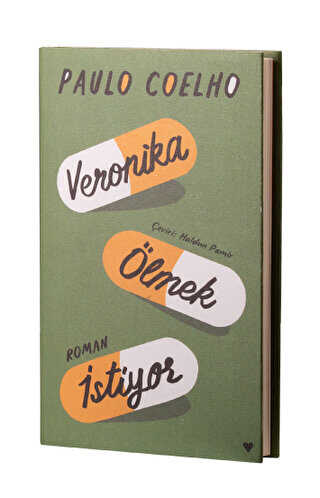 PAULO COELHO
Veronika
Çeviri: Haldun Pamir
Ölmek
ROMAN
İstiyor